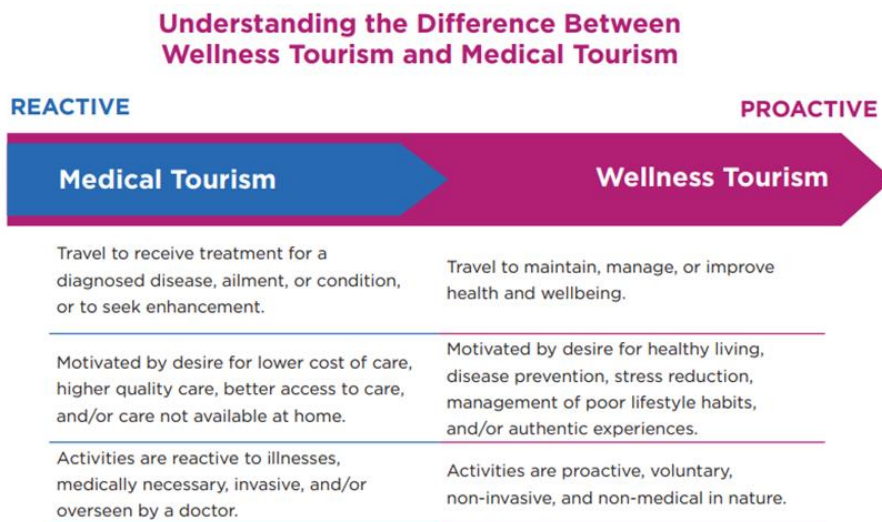 Understanding the Difference Between
Wellness Tourism and Medical Tourism
REACTIVE
PROACTIVE
Medical Tourism
Wellness Tourism
Travel to receive treatment for a
diagnosed disease, ailment, or condition,
or to seek enhancement.
Travel to maintain, manage, or improve
health and wellbeing.
Motivated by desire for lower cost of care,
higher quality care, better access to care,
and/or care not available at home.
Motivated by desire for healthy living,
disease prevention, stress reduction,
management of poor lifestyle habits,
and/or authentic experiences.
Activities are reactive to illnesses,
medically necessary, invasive, and/or
overseen by a doctor.
Activities are proactive, voluntary,
non-invasive, and non-medical in nature.